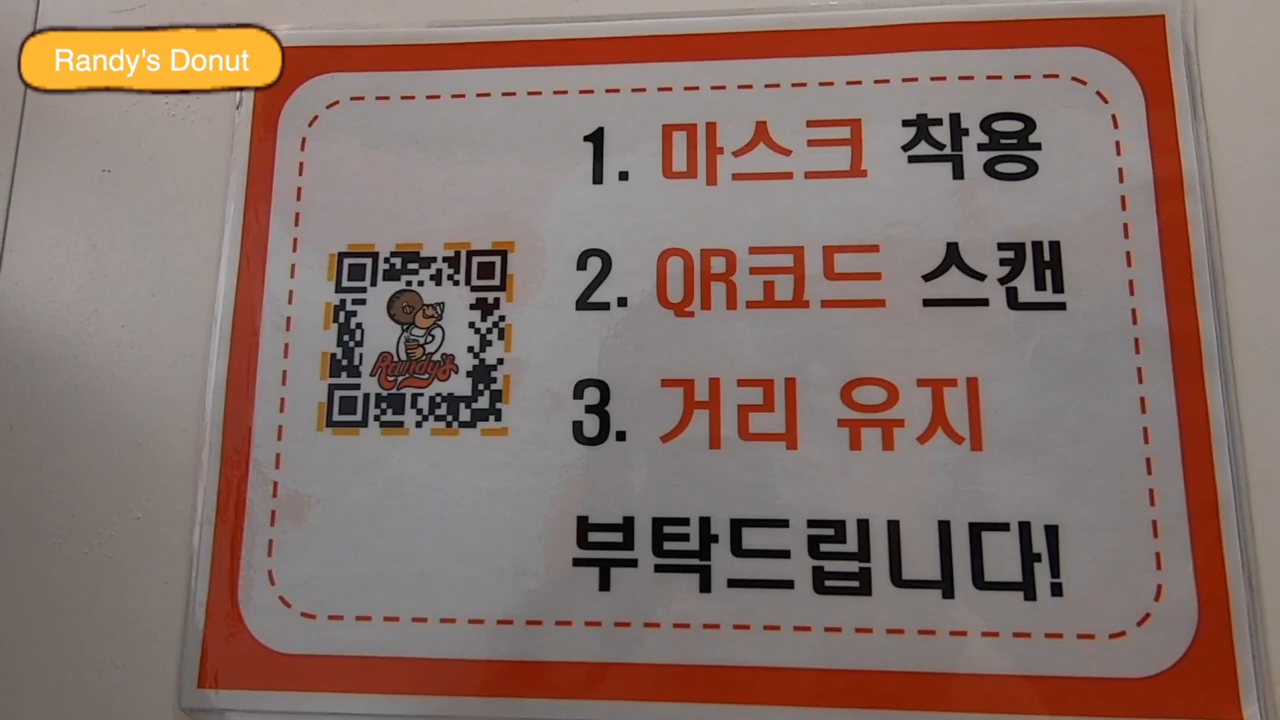 Randy's Donut
1. 마스크 착용
2. QR코드 스캔
Randy's
3. 거리 유지
부탁드립니다!